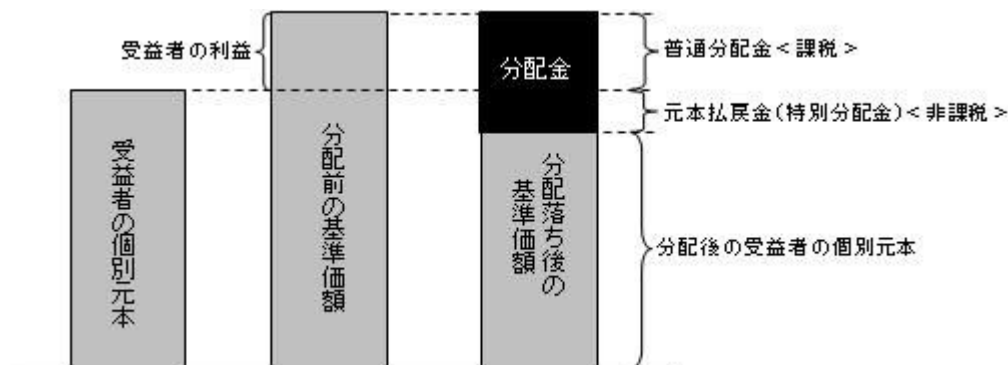 受益者の利益
分配金
普通分配金<課税>
元本払戻金(特別分配金)<非課税>
受益者の個別元本
分配前の基準価額
分配落ち後の
基準価額
分配後の受益者の個別元本